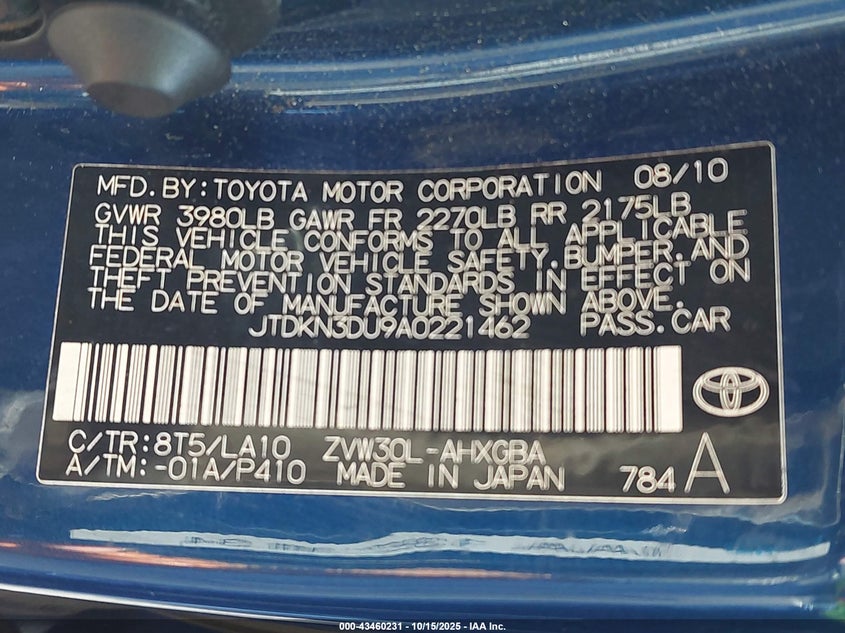 MFD. BY: TOYOTA MOTOR CORPORATION 08/10
GVWR 3980LB GAWR FR 2270LB RR 2175LB
THIS VEHICLE CONFORMS TO ALL APPLICABLE
FEDERAL MOTOR VEHICLE SAFETY, BUMPER, AND
THEFT PREVENTION STANDARDS IN EFFECT ON
THE DATE OF MANUFACTURE SHOWN ABOVE.
JTDKN3DU9A0221462 PASS. CAR
C/TR: 8T5/LA10 ZVW30L-AHXGBA
A/TM: -01A/P410 MADE IN JAPAN 784 A
000-43460231 - 10/15/2025 - IAA Inc.